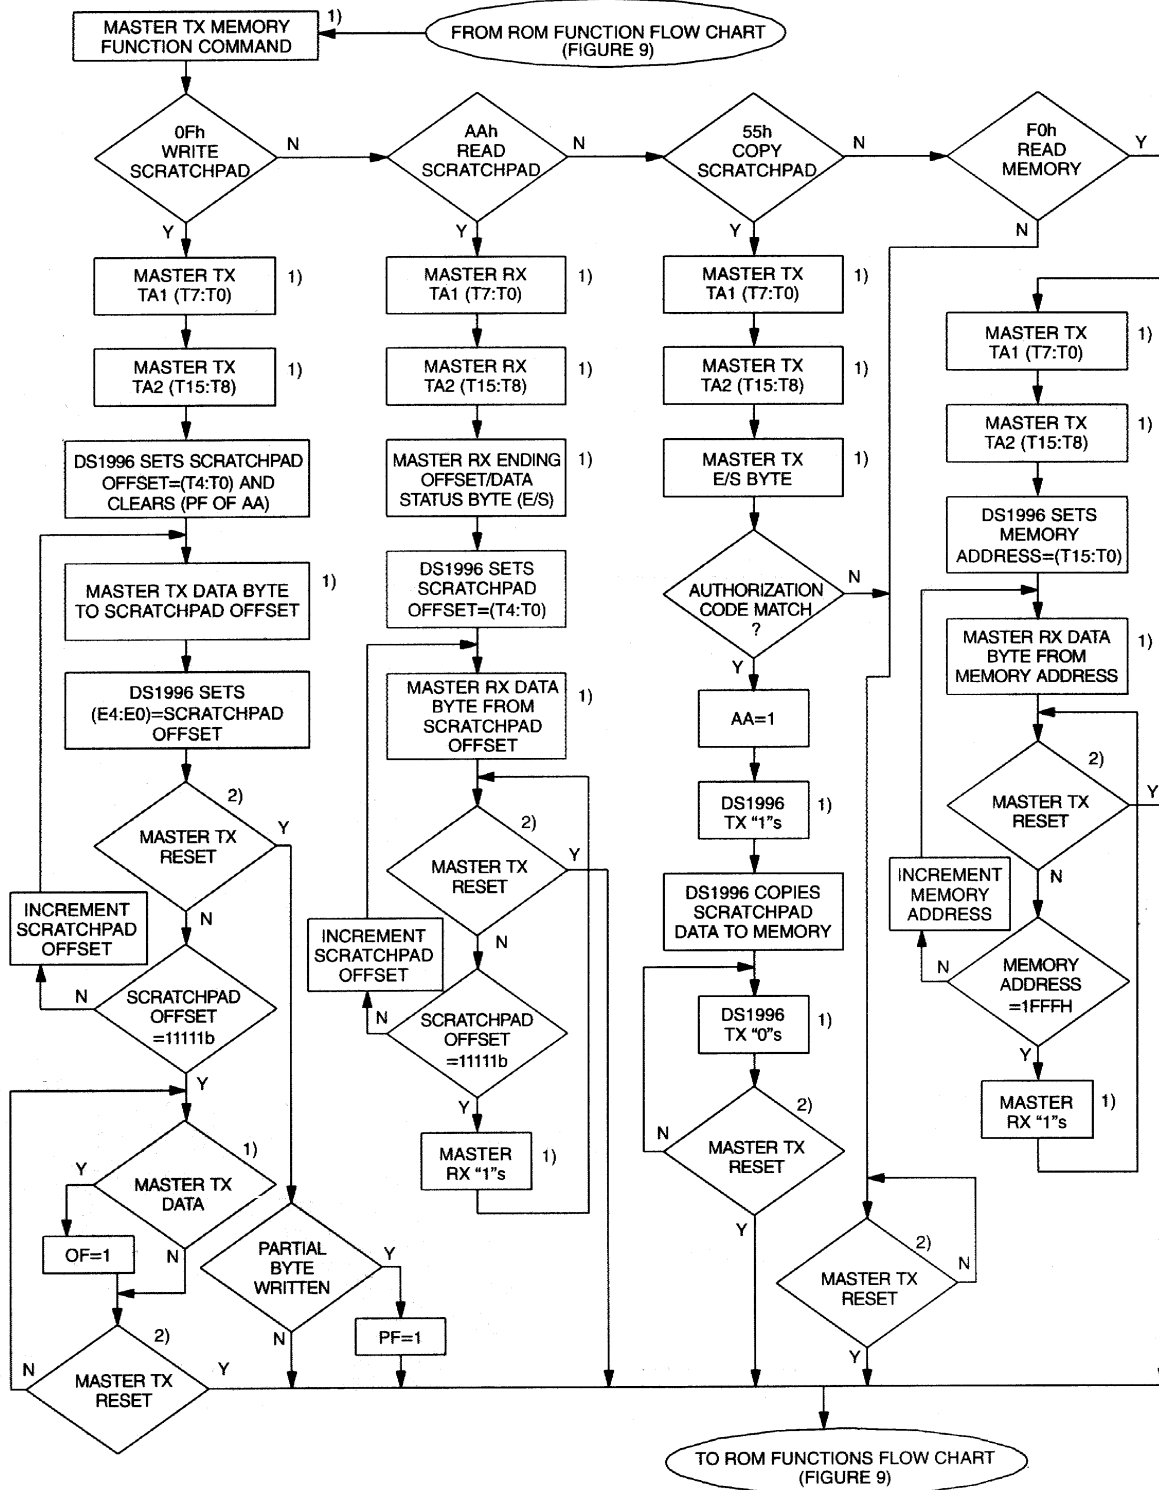 MASTER TX MEMORY
FUNCTION COMMAND
1)
FROM ROM FUNCTION FLOW CHART
(FIGURE 9)
0Fh
WRITE
SCRATCHPAD
N
Y
AAh
READ
SCRATCHPAD
N
Y
55h
COPY
SCRATCHPAD
N
Y
F0h
READ
MEMORY
Y
N
MASTER TX
TA1 (T7:T0)
1)
MASTER TX
TA2 (T15:T8)
1)
DS1996 SETS SCRATCHPAD
OFFSET=(T4:T0) AND
CLEARS (PF OF AA)
MASTER TX DATA BYTE
TO SCRATCHPAD OFFSET
1)
DS1996 SETS
(E4:E0)=SCRATCHPAD
OFFSET
2)
MASTER TX
RESET
Y
N
INCREMENT
SCRATCHPAD
OFFSET
N
SCRATCHPAD
OFFSET
=11111b
Y
1)
Y
MASTER TX
DATA
N
OF=1
2)
N
MASTER TX
RESET
Y
PARTIAL
BYTE
WRITTEN
Y
N
PF=1
MASTER RX
TA1 (T7:T0)
1)
MASTER RX
TA2 (T15:T8)
1)
MASTER RX ENDING
OFFSET/DATA
STATUS BYTE (E/S)
1)
DS1996 SETS
SCRATCHPAD
OFFSET=(T4:T0)
MASTER RX DATA
BYTE FROM
SCRATCHPAD
OFFSET
1)
2)
MASTER TX
RESET
Y
N
INCREMENT
SCRATCHPAD
OFFSET
N
SCRATCHPAD
OFFSET
=11111b
Y
MASTER
RX “1”s
1)
MASTER TX
TA1 (T7:T0)
1)
MASTER TX
TA2 (T15:T8)
1)
MASTER TX
E/S BYTE
1)
AUTHORIZATION
CODE MATCH
?
N
Y
AA=1
DS1996
TX “1”s
1)
DS1996 COPIES
SCRATCHPAD
DATA TO MEMORY
DS1996
TX “0”s
1)
2)
N
MASTER TX
RESET
Y
2)
MASTER TX
RESET
N
Y
MASTER TX
TA1 (T7:T0)
1)
MASTER TX
TA2 (T15:T8)
1)
DS1996 SETS
MEMORY
ADDRESS=(T15:T0)
MASTER RX DATA
BYTE FROM
MEMORY ADDRESS
1)
2)
MASTER TX
RESET
Y
N
INCREMENT
MEMORY
ADDRESS
N
MEMORY
ADDRESS
=1FFFH
Y
MASTER
RX “1”s
1)
TO ROM FUNCTIONS FLOW CHART
(FIGURE 9)